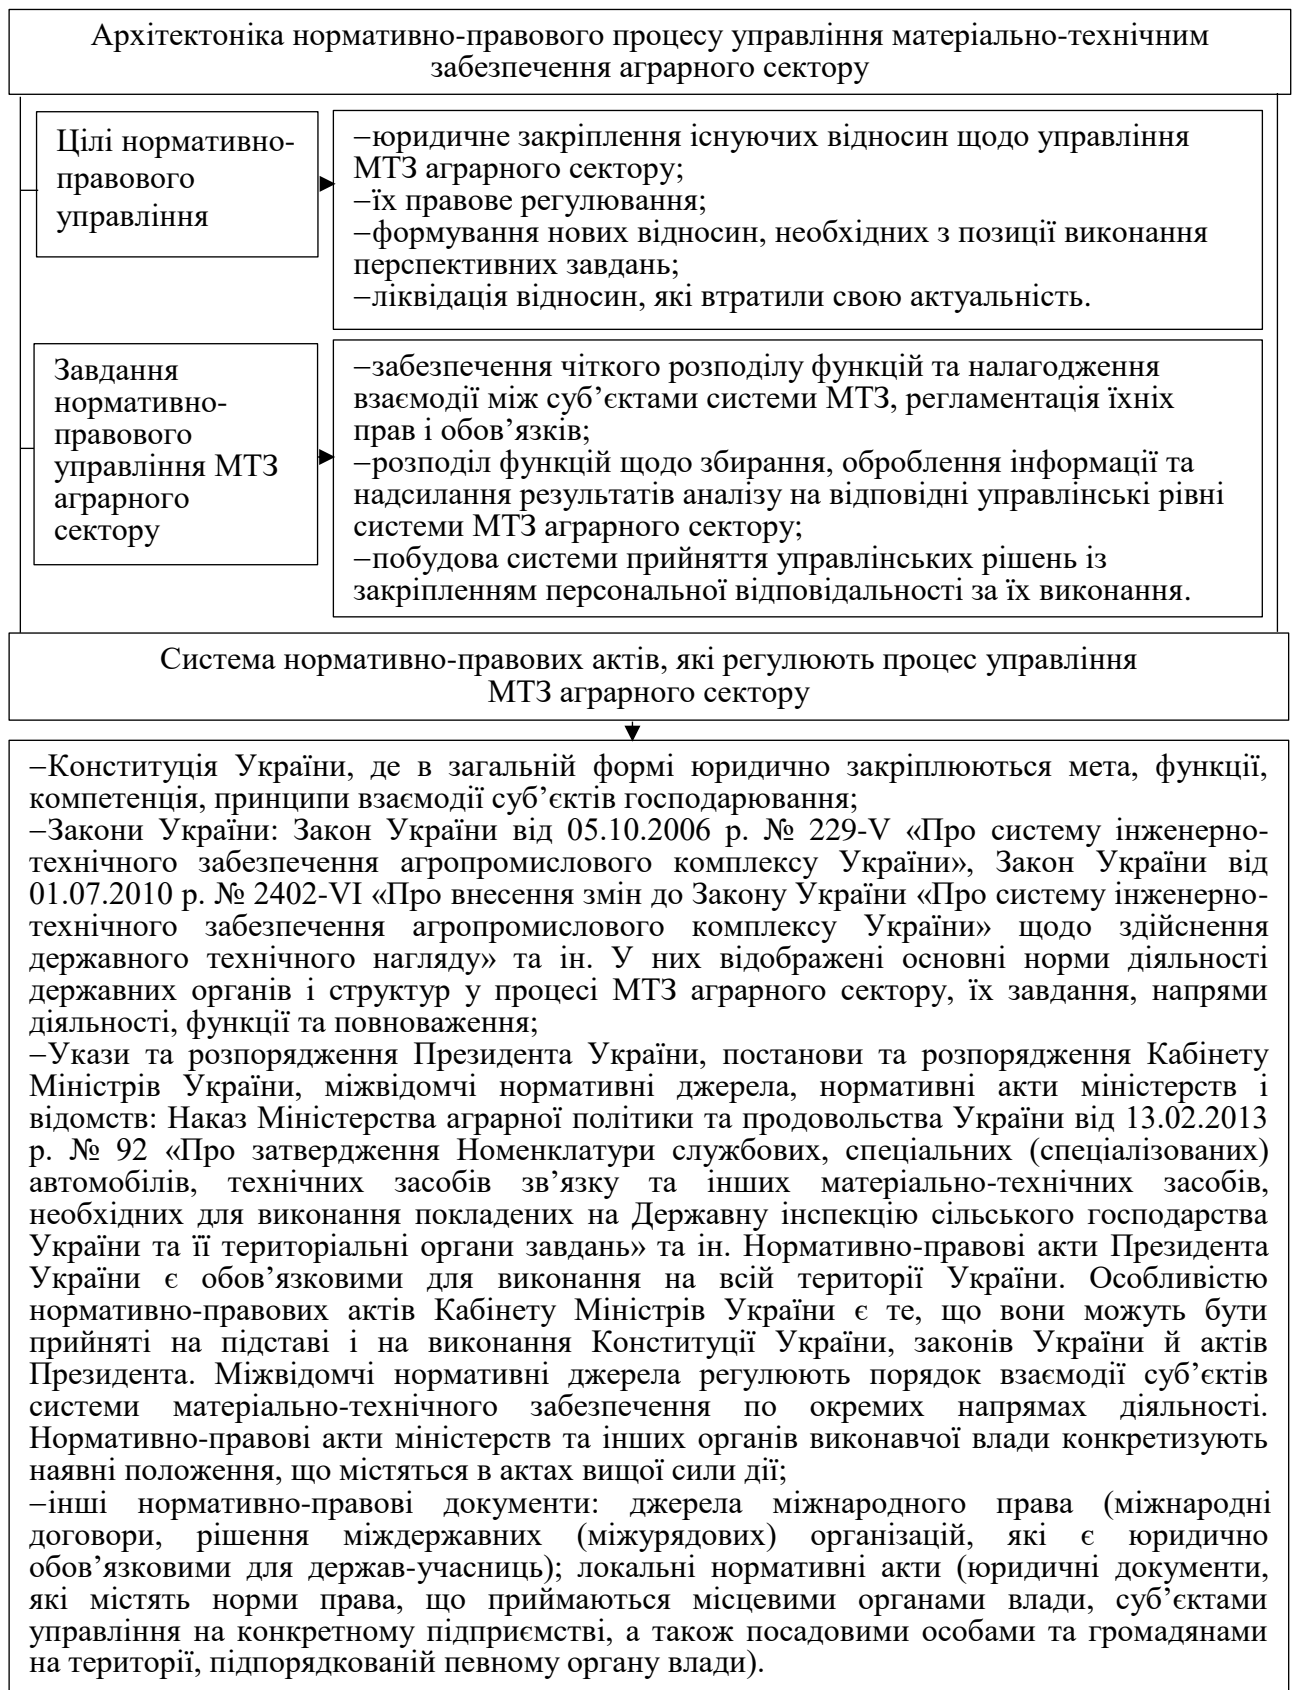 Архітектоніка нормативно-правового процесу управління матеріально-технічним
забезпечення аграрного сектору
Цілі нормативно-
правового
управління
–юридичне закріплення існуючих відносин щодо управління
МТЗ аграрного сектору;
–їх правове регулювання;
–формування нових відносин, необхідних з позиції виконання
перспективних завдань;
–ліквідація відносин, які втратили свою актуальність.
Завдання
нормативно-
правового
управління МТЗ
аграрного
сектору
–забезпечення чіткого розподілу функцій та налагодження
взаємодії між суб’єктами системи МТЗ, регламентація їхніх
прав і обов’язків;
–розподіл функцій щодо збирання, оброблення інформації та
надсилання результатів аналізу на відповідні управлінські рівні
системи МТЗ аграрного сектору;
–побудова системи прийняття управлінських рішень із
закріпленням персональної відповідальності за їх виконання.
Система нормативно-правових актів, які регулюють процес управління
МТЗ аграрного сектору
–Конституція України, де в загальній формі юридично закріплюються мета, функції,
компетенція, принципи взаємодії суб’єктів господарювання;
–Закони України: Закон України від 05.10.2006 р. № 229-V «Про систему інженерно-
технічного забезпечення агропромислового комплексу України», Закон України від
01.07.2010 р. № 2402-VI «Про внесення змін до Закону України «Про систему інженерно-
технічного забезпечення агропромислового комплексу України» щодо здійснення
державного технічного нагляду» та ін. У них відображені основні норми діяльності
державних органів і структур у процесі МТЗ аграрного сектору, їх завдання, напрями
діяльності, функції та повноваження;
–Укази та розпорядження Президента України, постанови та розпорядження Кабінету
Міністрів України, міжвідомчі нормативні джерела, нормативні акти міністерств і
відомств: Наказ Міністерства аграрної політики та продовольства України від 13.02.2013
р. № 92 «Про затвердження Номенклатури службових, спеціальних (спеціалізованих)
автомобілів, технічних засобів зв’язку та інших матеріально-технічних засобів,
необхідних для виконання покладених на Державну інспекцію сільського господарства
України та її територіальні органи завдань» та ін. Нормативно-правові акти Президента
України є обов’язковими для виконання на всій території України. Особливістю
нормативно-правових актів Кабінету Міністрів України є те, що вони можуть бути
прийняті на підставі і на виконання Конституції України, законів України й актів
Президента. Міжвідомчі нормативні джерела регулюють порядок взаємодії суб’єктів
системи матеріально-технічного забезпечення по окремих напрямах діяльності.
Нормативно-правові акти міністерств та інших органів виконавчої влади конкретизують
наявні положення, що містяться в актах вищої сили дії;
–інші нормативно-правові документи: джерела міжнародного права (міжнародні
договори, рішення міждержавних (міжурядових) організацій, які є юридично
обов’язковими для держав-учасниць); локальні нормативні акти (юридичні документи,
які містять норми права, що приймаються місцевими органами влади, суб’єктами
управління на конкретному підприємстві, а також посадовими особами та громадянами
на території, підпорядкованій певному органу влади).